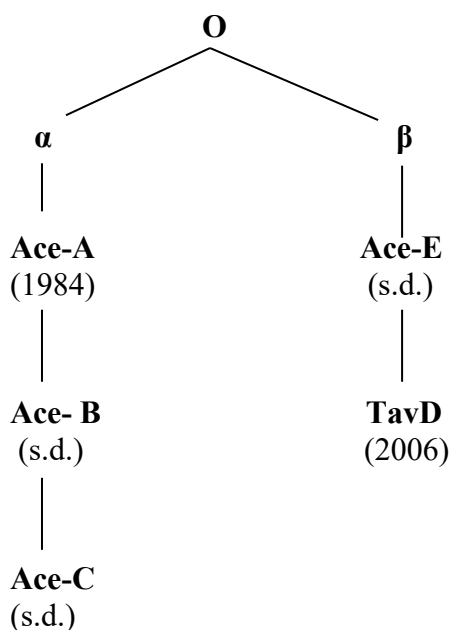 O
α β
Ace-A Ace-E
(1984) (s.d.)
Ace- B TavD
(s.d.) (2006)
Ace-C
(s.d.)